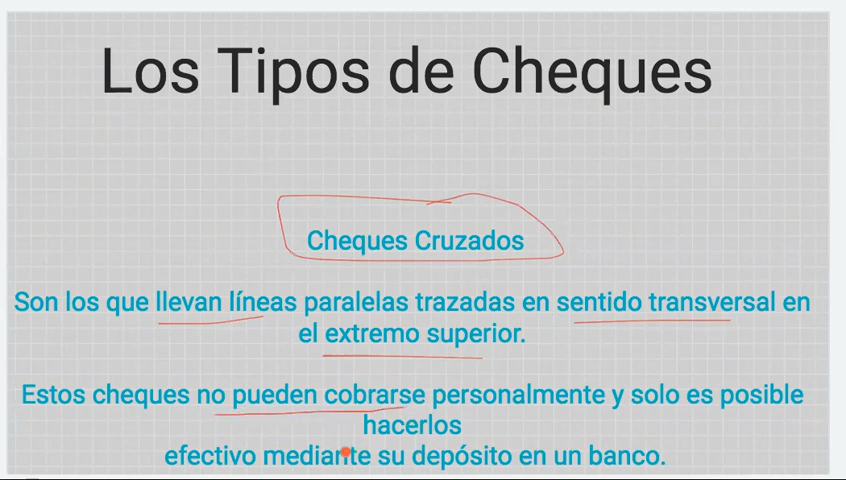 Los Tipos de Cheques
Cheques Cruzados
Son los que llevan líneas paralelas trazadas en sentido transversal en
el extremo superior.
Estos cheques no pueden cobrarse personalmente y solo es posible
hacerlos
efectivo mediante su depósito en un banco.